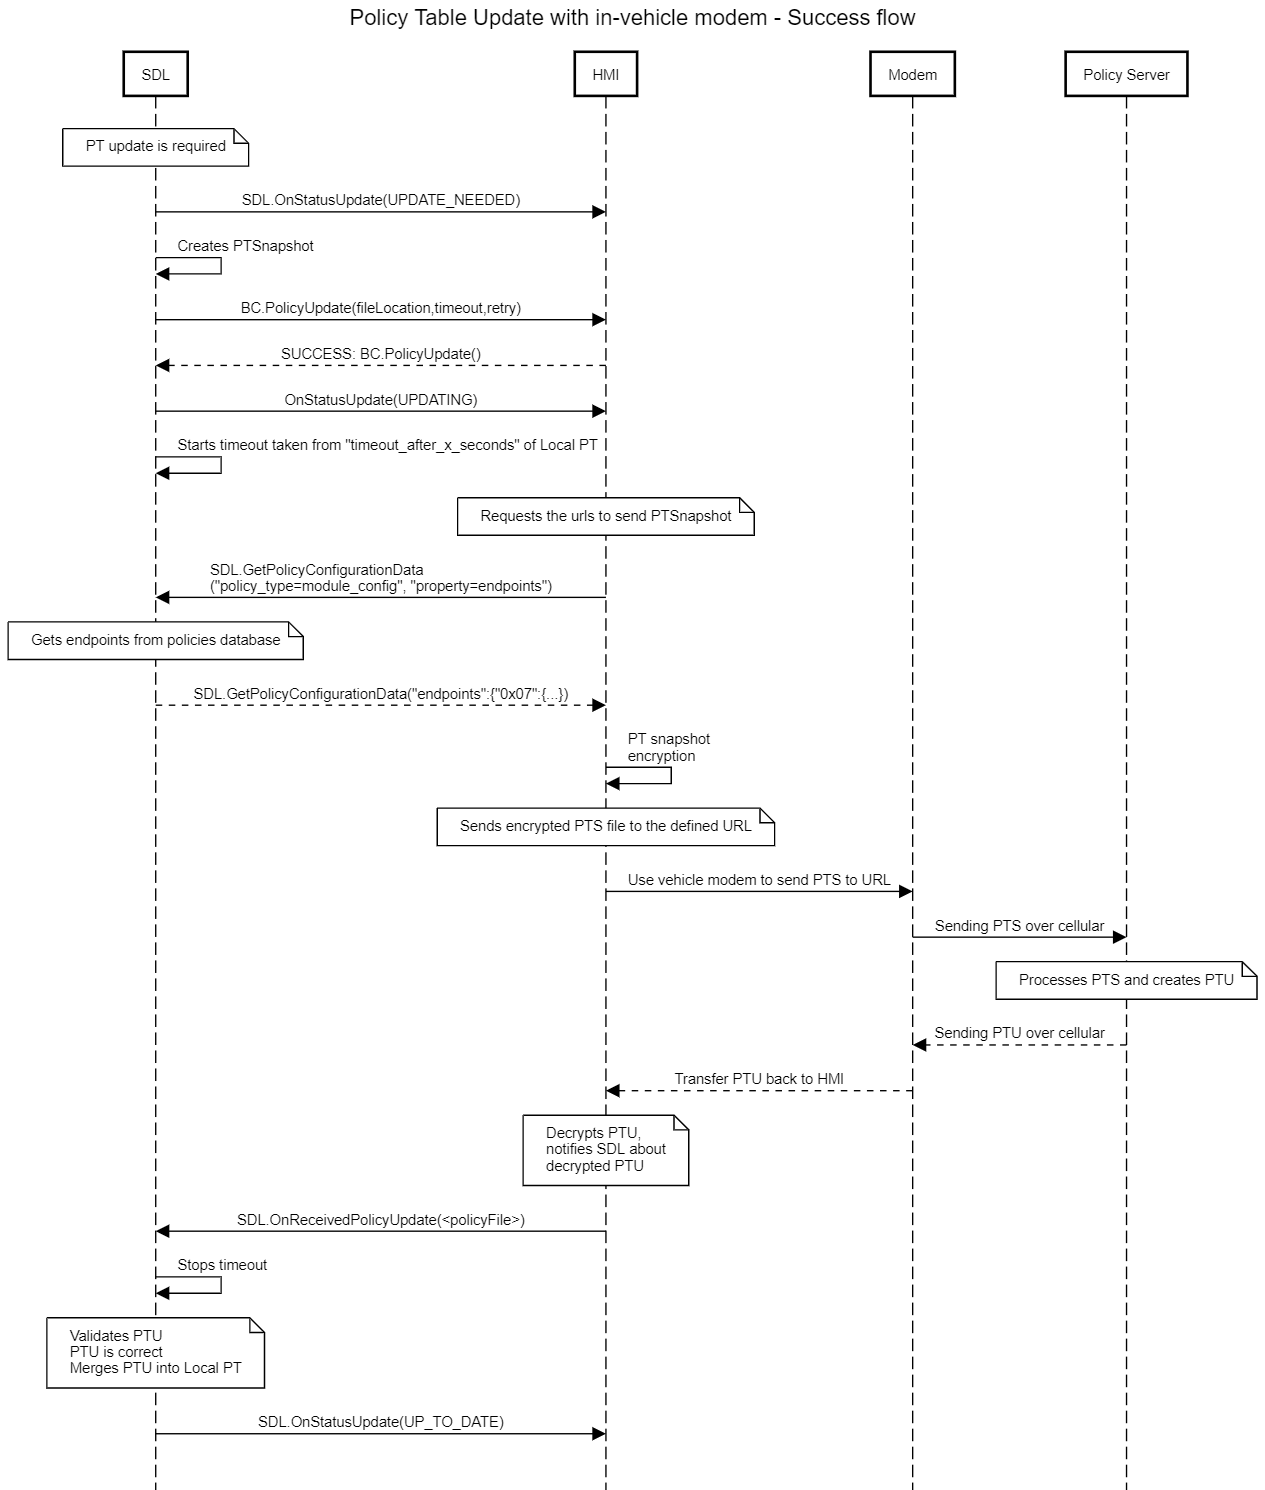 Policy Table Update with in-vehicle modem - Success flow
SDL
HMI
Modem
Policy Server
PT update is required
SDL.OnStatusUpdate(UPDATE_NEEDED)
Creates PTSnapshot
BC.PolicyUpdate(fileLocation,timeout,retry)
SUCCESS: BC.PolicyUpdate()
OnStatusUpdate(UPDATING)
Starts timeout taken from "timeout_after_x_seconds" of Local PT
Requests the urls to send PTSnapshot
SDL.GetPolicyConfigurationData
("policy_type=module_config", "property=endpoints")
Gets endpoints from policies database
SDL.GetPolicyConfigurationData("endpoints":{"0x07":{...})
PT snapshot
encryption
Sends encrypted PTS file to the defined URL
Use vehicle modem to send PTS to URL
Sending PTS over cellular
Processes PTS and creates PTU
Sending PTU over cellular
Transfer PTU back to HMI
Decrypts PTU,
notifies SDL about
decrypted PTU
SDL.OnReceivedPolicyUpdate(<policyFile>)
Stops timeout
Validates PTU
PTU is correct
Merges PTU into Local PT
SDL.OnStatusUpdate(UP_TO_DATE)